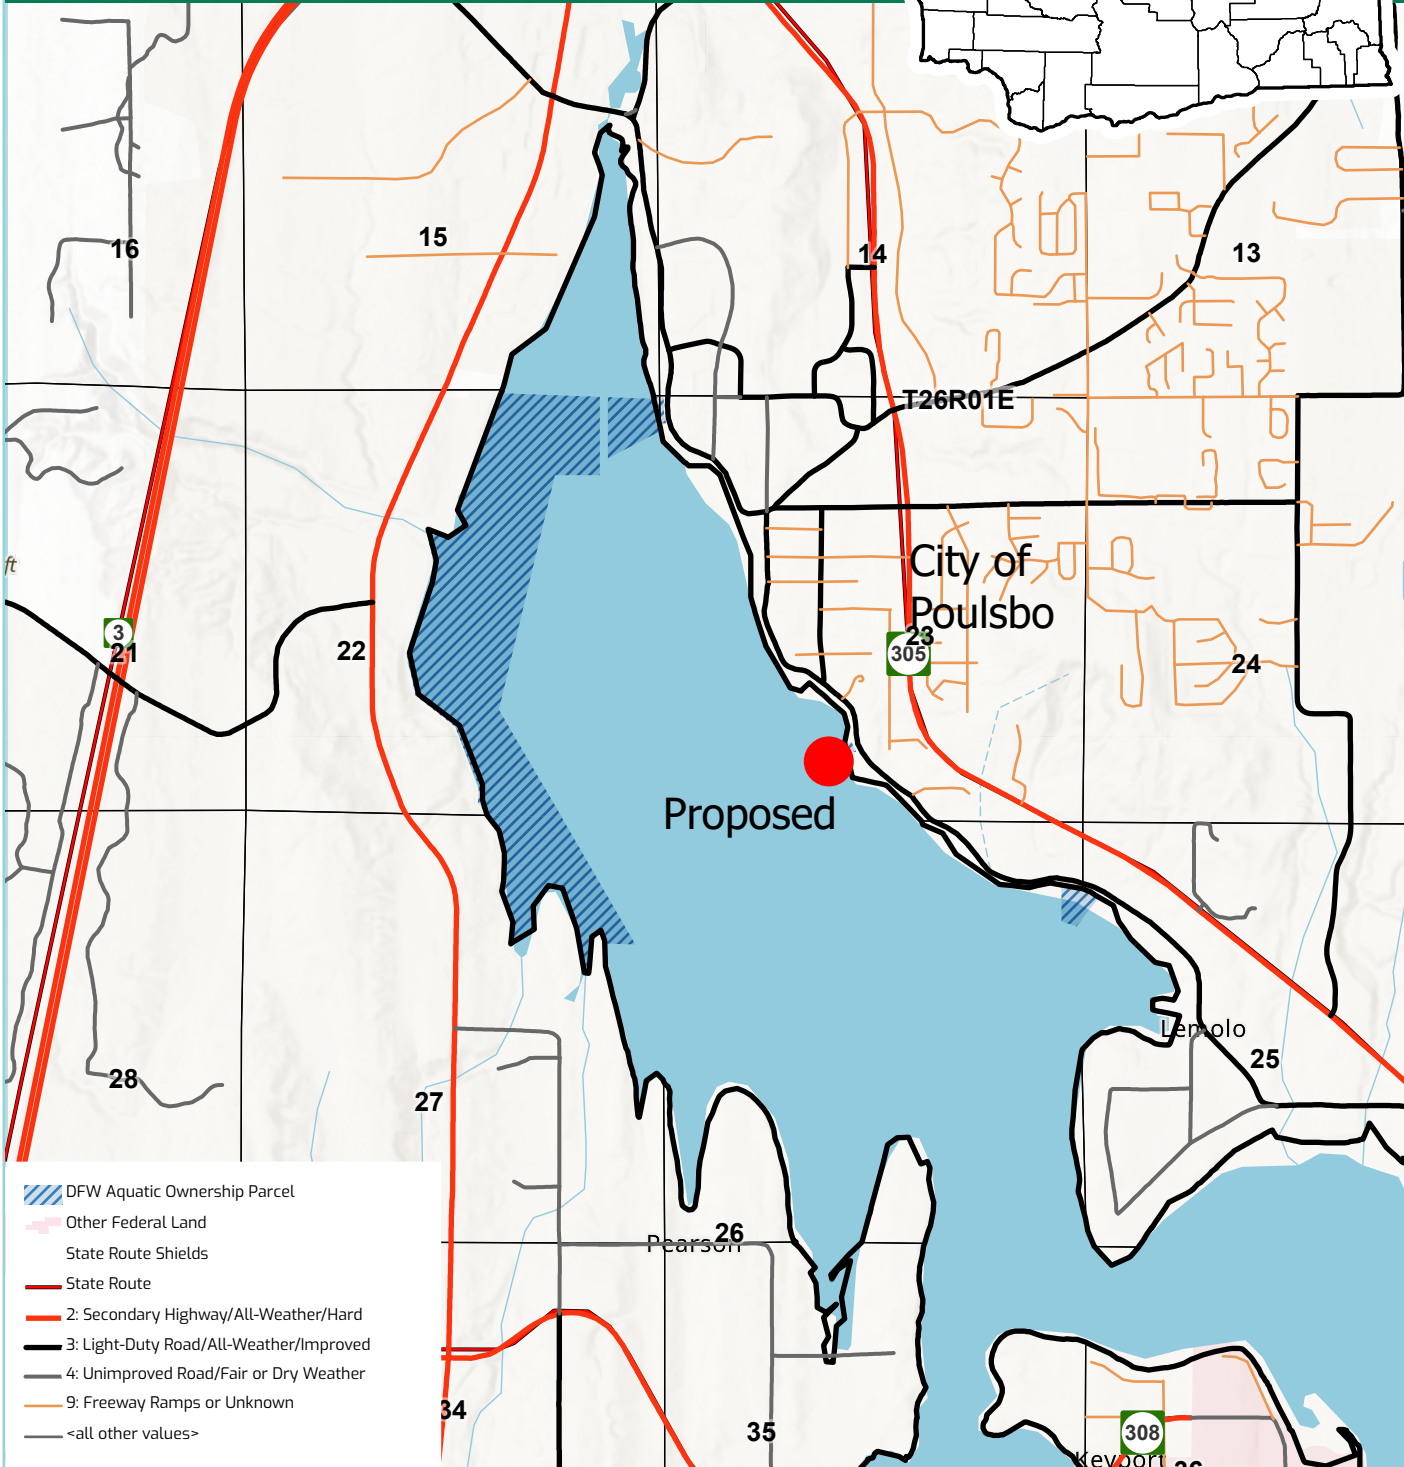 16
15
14
13
T26R01E
ft
City of
Poulsbo
3
21
22
23
305
24
Proposed
Lemolo
25
28
27
26
Pearson
DFW Aquatic Ownership Parcel
Other Federal Land
State Route Shields
State Route
2: Secondary Highway/All-Weather/Hard
3: Light-Duty Road/All-Weather/Improved
4: Unimproved Road/Fair or Dry Weather
9: Freeway Ramps or Unknown
<all other values>
34
35
308
Keyport
36